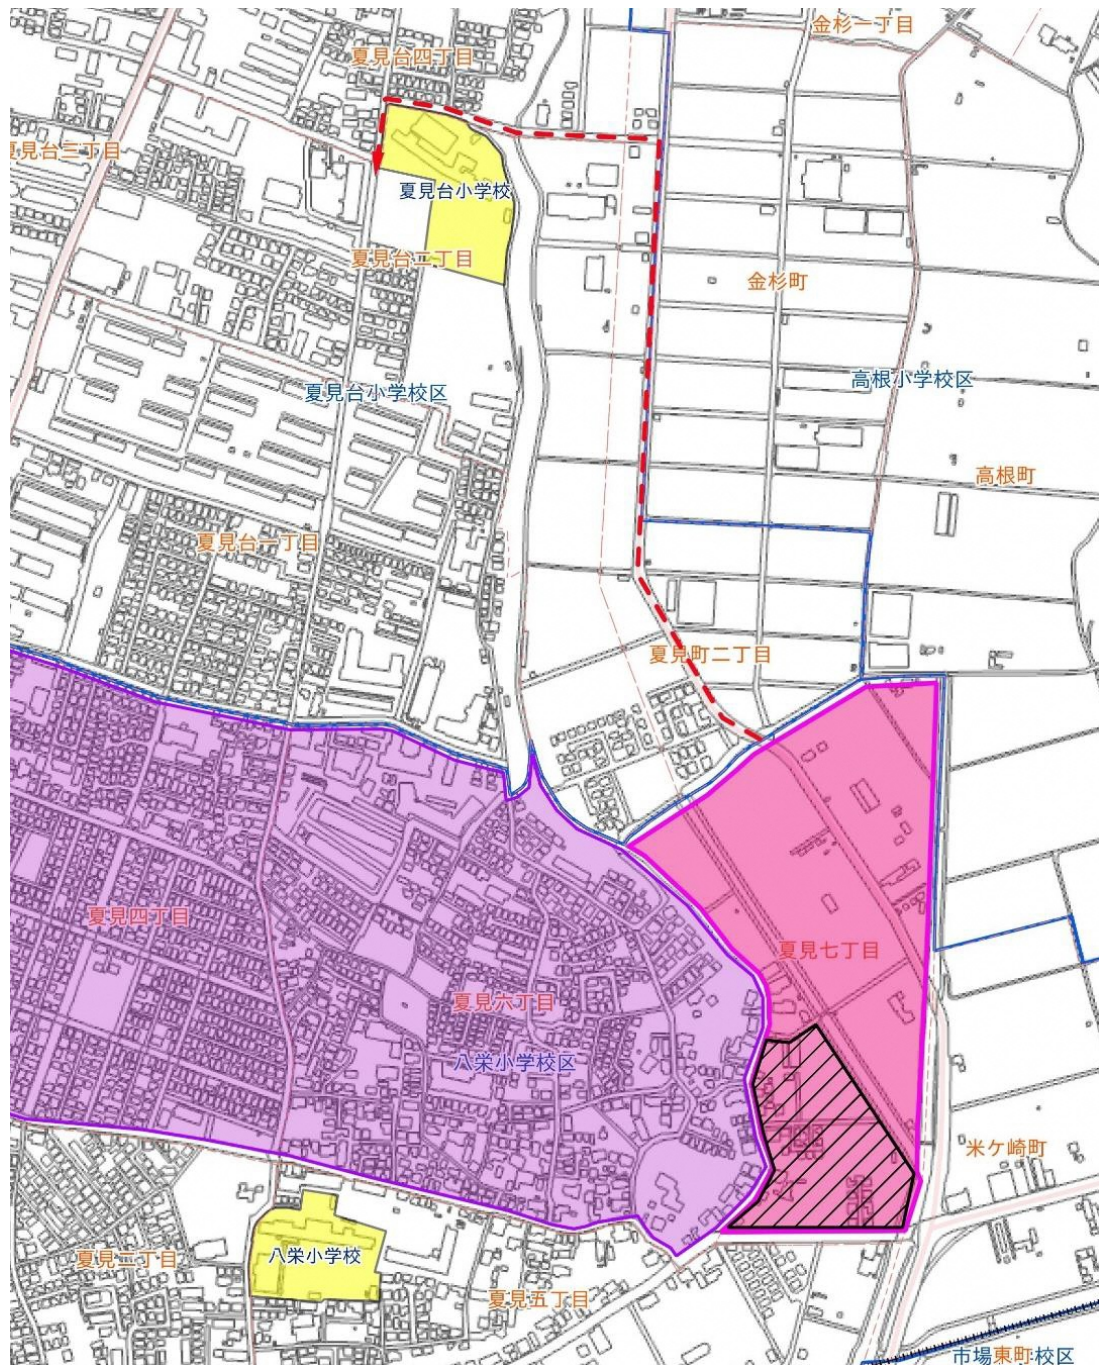 金杉一丁目
夏見台四丁目
夏見台三丁目
夏見台小学校
夏見台二丁目
金杉町
夏見台小学校区
高根小学校区
高根町
夏見台一丁目
夏見町二丁目
夏見四丁目
夏見七丁目
夏見六丁目
八栄小学校区
米ケ崎町
八栄小学校
夏見二丁目
夏見五丁目
市場東町校区